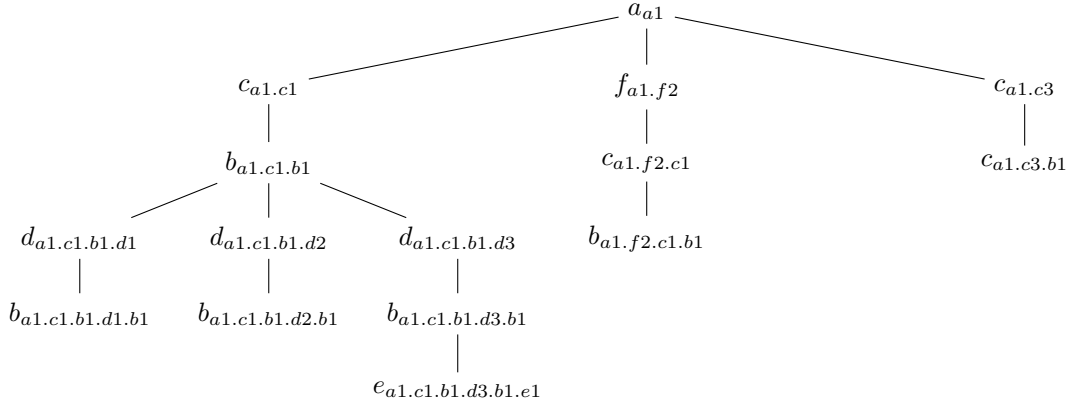 a_{a1}
c_{a1.c1} f_{a1.f2} c_{a1.c3}
b_{a1.c1.b1} c_{a1.f2.c1} c_{a1.c3.b1}
d_{a1.c1.b1.d1} d_{a1.c1.b1.d2} d_{a1.c1.b1.d3} b_{a1.f2.c1.b1}
b_{a1.c1.b1.d1.b1} b_{a1.c1.b1.d2.b1} b_{a1.c1.b1.d3.b1}
e_{a1.c1.b1.d3.b1.e1}